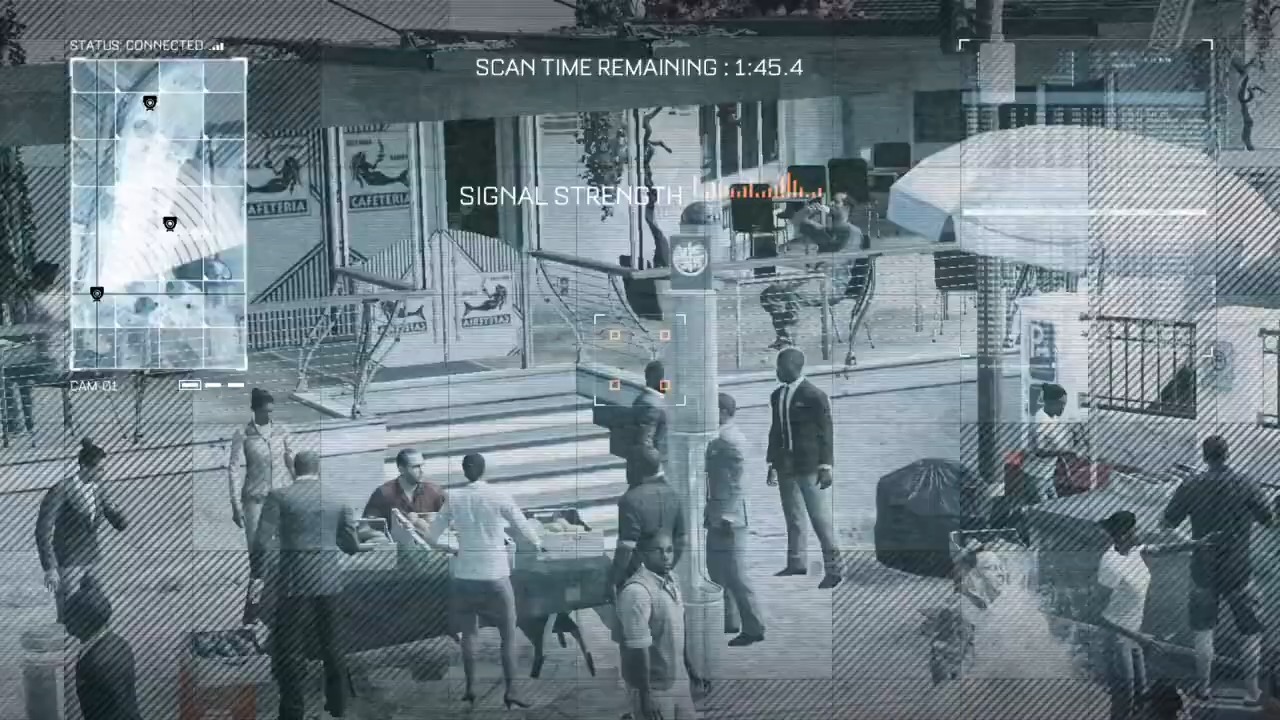 STATUS: CONNECTED
SCAN TIME REMAINING : 1:45.4
SIGNAL STRENGTH
CAFETERIA
CAFETERIA
CAM 01